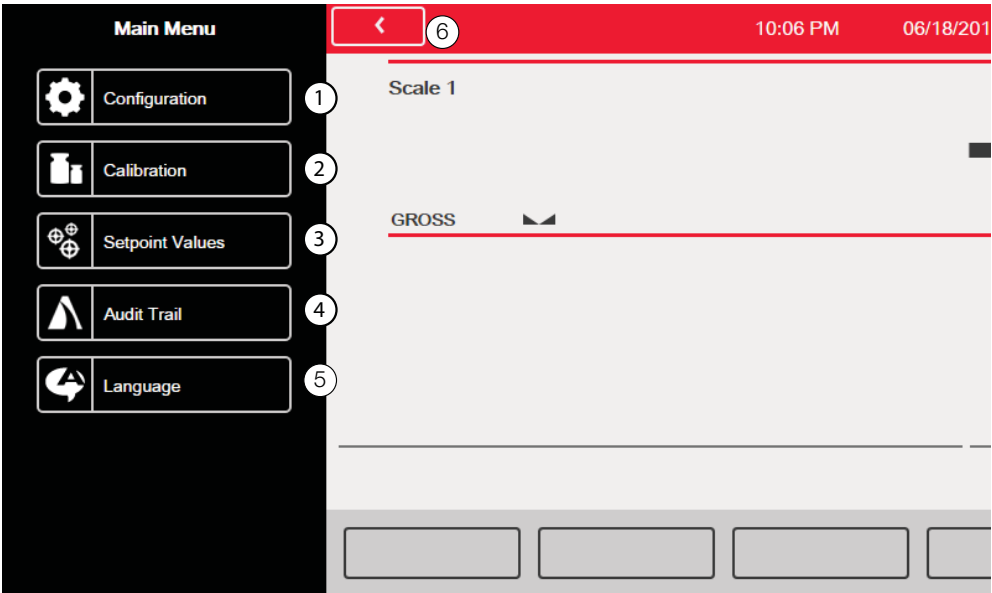 Main Menu
Configuration 1
Calibration 2
Setpoint Values 3
Audit Trail 4
Language 5
6 10:06 PM 06/18/201
Scale 1
GROSS